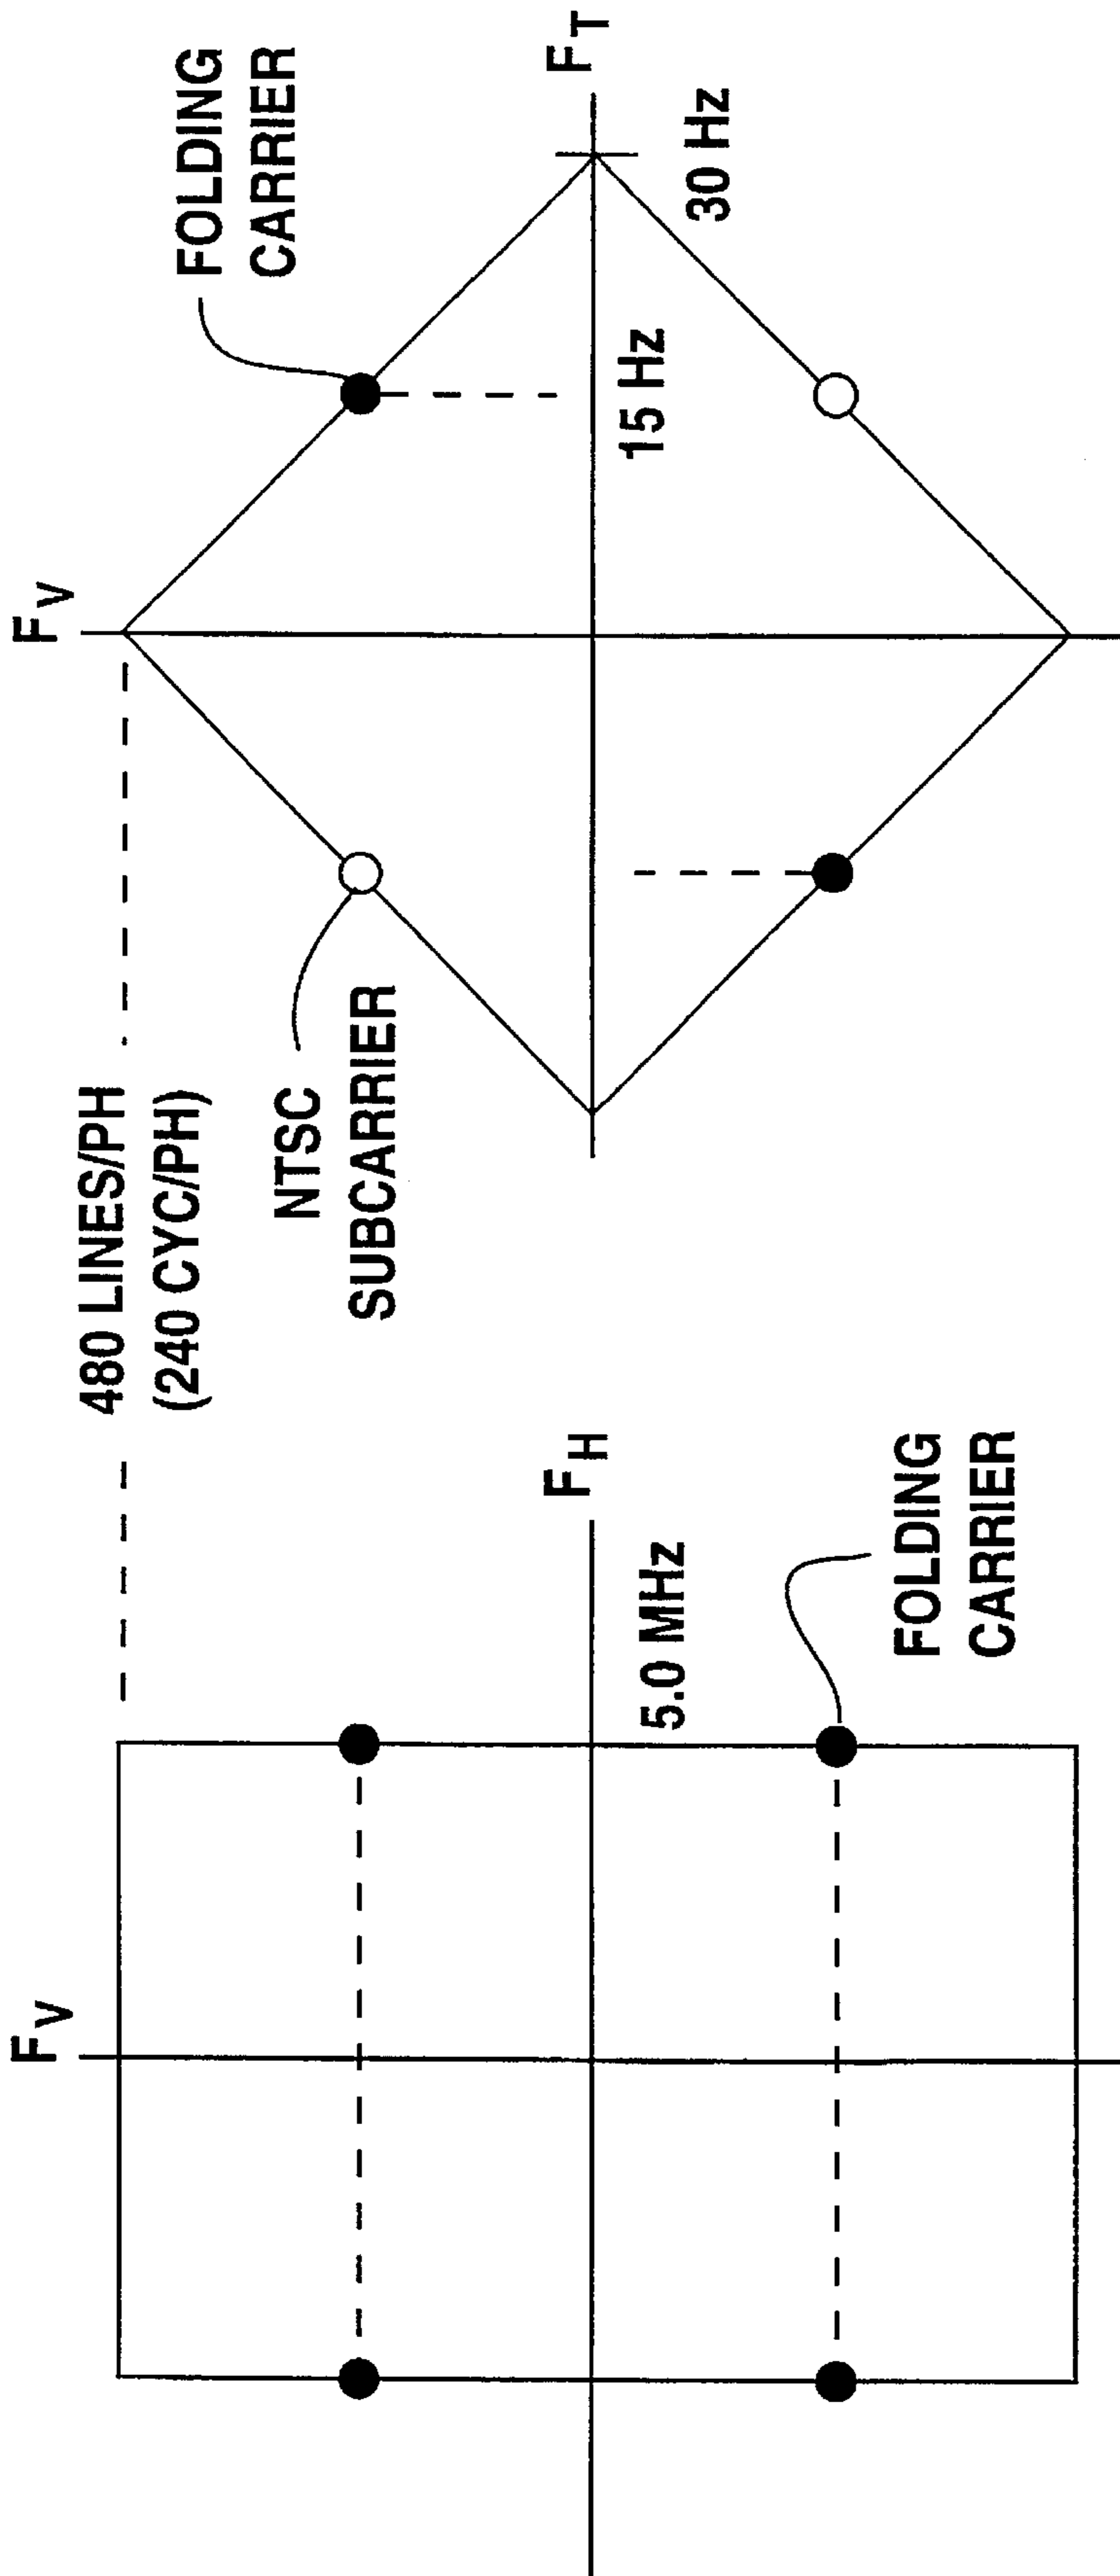 F_V
480 LINES/PH
(240 CYC/PH)
F_H
5.0 MHz
FOLDING
CARRIER
F_V
FOLDING
CARRIER
NTSC
SUBCARRIER
F_T
15 Hz
30 Hz